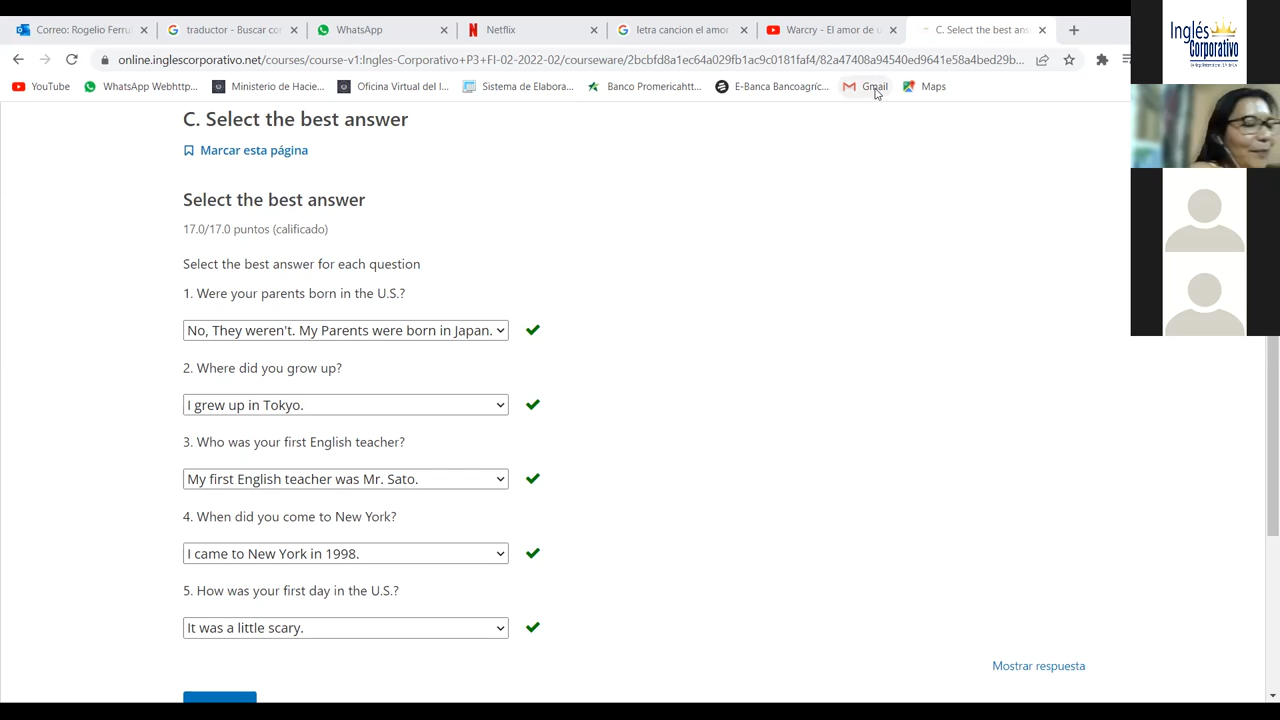 Correo: Rogelio Ferru
traductor - Buscar co
WhatsApp
Netflix
letra cancion el amor
Warcry - El amor de u
C. Select the best ans
online.inglescorporativo.net/courses/course-v1:Ingles-Corporativo+P3+FI-02-2022-02/courseware/2bcbfd8a1ec64a029fb1ac9c0181faf4/82a47408a94540ed9641v58a4bed29b...
YouTube
WhatsApp Webhttp...
Ministerio de Hacie...
Oficina Virtual del I...
Sistema de Elabora...
Banco Promericahtt...
E-Banca Bancoagríc...
Gmail
Maps
Inglés
Corporativo
C. Select the best answer
Marcar esta página
Select the best answer
17.0/17.0 puntos (calificado)
Select the best answer for each question
1. Were your parents born in the U.S.?
No, They weren't. My Parents were born in Japan.
2. Where did you grow up?
I grew up in Tokyo.
3. Who was your first English teacher?
My first English teacher was Mr. Sato.
4. When did you come to New York?
I came to New York in 1998.
5. How was your first day in the U.S.?
It was a little scary.
Mostrar respuesta